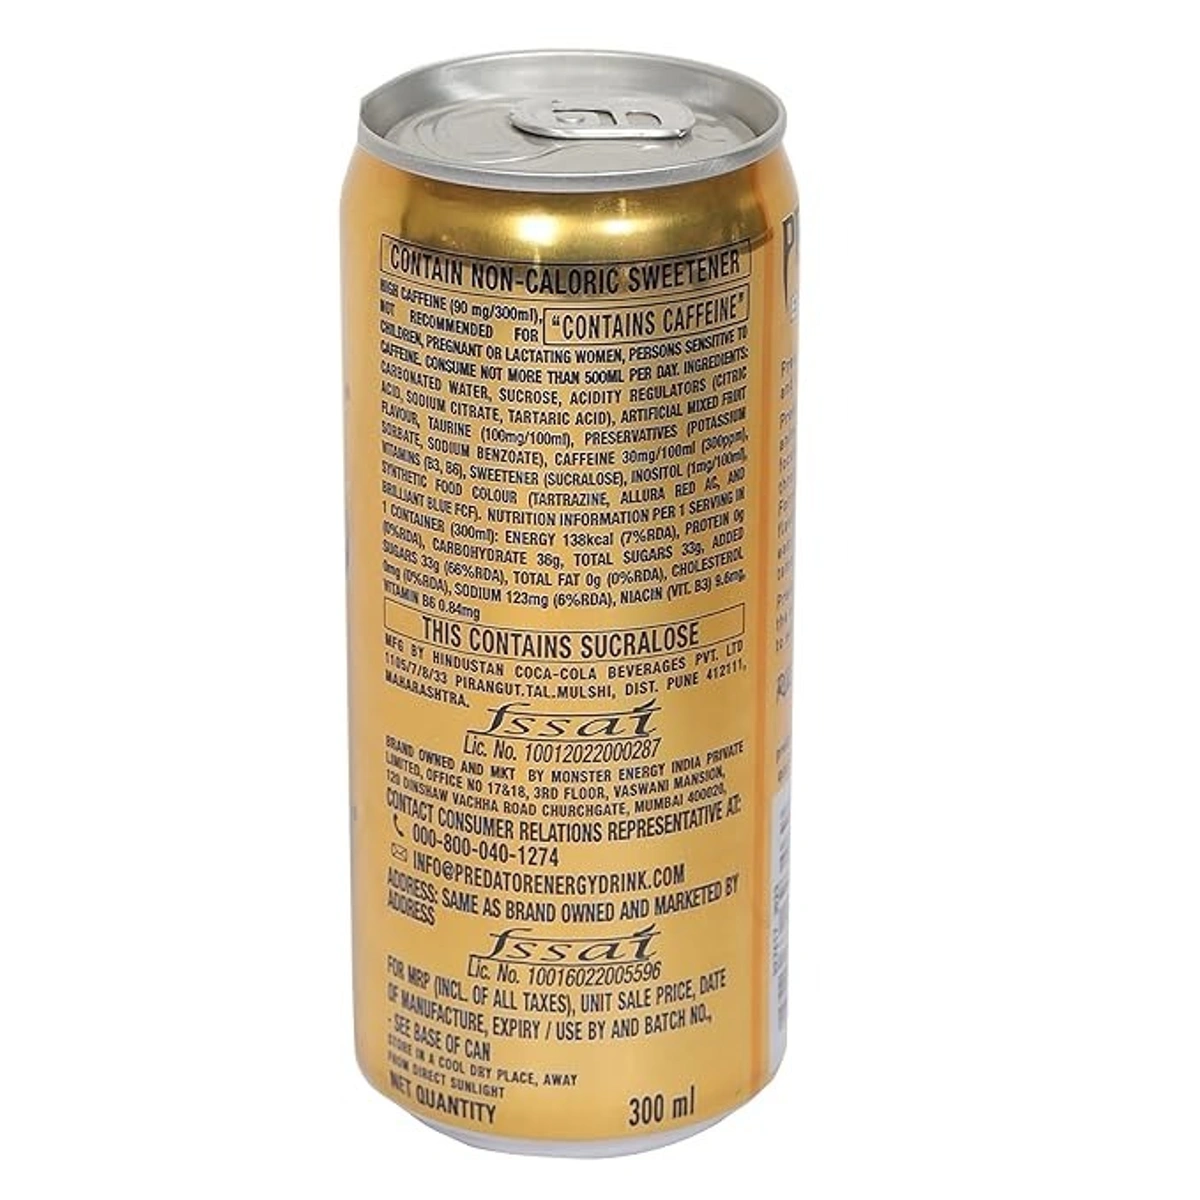 CONTAIN NON-CALORIC SWEETENER
HIGH CAFFEINE (90 mg/300ml),
NOT RECOMMENDED FOR "CONTAINS CAFFEINE"
CHILDREN, PREGNANT OR LACTATING WOMEN, PERSONS SENSITIVE TO
CAFFEINE. CONSUME NOT MORE THAN 500ML PER DAY. INGREDIENTS:
CARBONATED WATER, SUCROSE, ACIDITY REGULATORS (CITRIC
ACID, SODIUM CITRATE, TARTARIC ACID), ARTIFICIAL MIXED FRUIT
FLAVOUR, TAURINE (100mg/100ml), PRESERVATIVES (POTASSIUM
SORBATE, SODIUM BENZOATE), CAFFEINE 30mg/100ml (300ppm),
VITAMINS (B3, B6), SWEETENER (SUCRALOSE), INOSITOL (1mg/100ml),
SYNTHETIC FOOD COLOUR (TARTRAZINE, ALLURA RED AC, AND
BRILLIANT BLUE FCF). NUTRITION INFORMATION PER 1 SERVING IN
1 CONTAINER (300ml): ENERGY 138kcal (7%RDA), PROTEIN 0g
(0%RDA), CARBOHYDRATE 36g, TOTAL SUGARS 33g, ADDED
SUGARS 33g (66%RDA), TOTAL FAT 0g (0%RDA), CHOLESTEROL
0mg (0%RDA), SODIUM 123mg (6%RDA), NIACIN (VIT. B3) 9.6mg,
VITAMIN B6 0.84mg
THIS CONTAINS SUCRALOSE
MFG BY HINDUSTAN COCA-COLA BEVERAGES PVT. LTD
1105/7/8/33 PIRANGUT.TAL.MULSHI, DIST. PUNE 412111,
MAHARASHTRA.
fssai
Lic. No. 10012022000287
BRAND OWNED AND MKT BY MONSTER ENERGY INDIA PRIVATE
LIMITED, OFFICE NO 17&18, 3RD FLOOR, VASWANI MANSION,
120 DINSHAW VACHHA ROAD CHURCHGATE, MUMBAI 400020,
CONTACT CONSUMER RELATIONS REPRESENTATIVE AT:
000-800-040-1274
INFO@PREDATORENERGYDRINK.COM
ADDRESS: SAME AS BRAND OWNED AND MARKETED BY
ADDRESS
fssai
Lic. No. 10016022005596
FOR MRP (INCL. OF ALL TAXES), UNIT SALE PRICE, DATE
OF MANUFACTURE, EXPIRY / USE BY AND BATCH NO.,
- SEE BASE OF CAN
STORE IN A COOL DRY PLACE, AWAY
FROM DIRECT SUNLIGHT
NET QUANTITY 300 ml